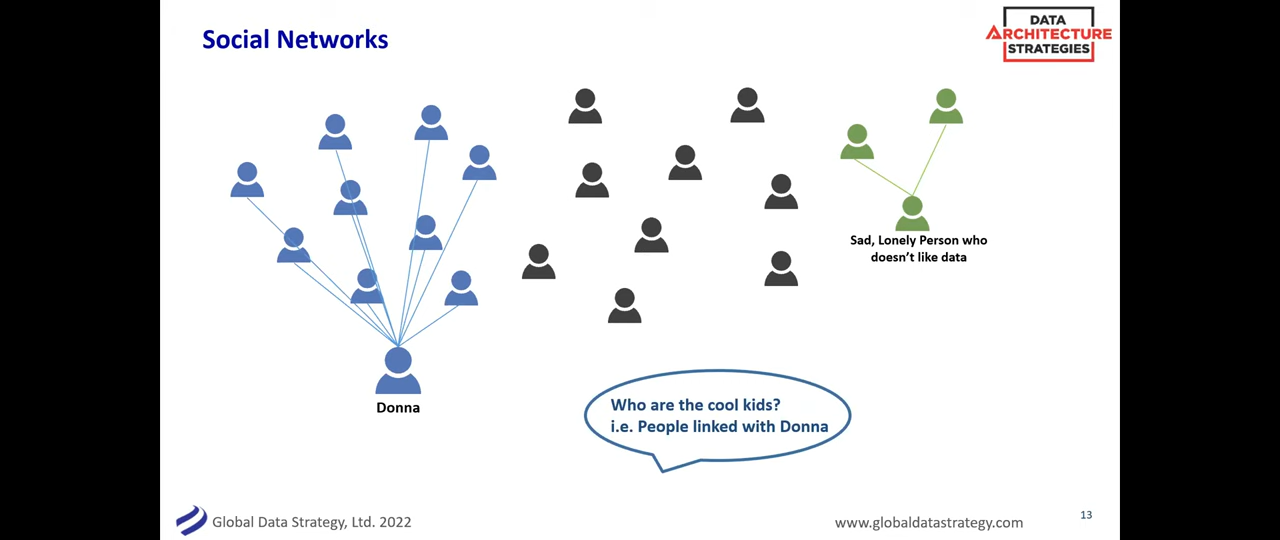 Social Networks
DATA
ARCHITECTURE
STRATEGIES
Sad, Lonely Person who
doesn't like data
Donna
Who are the cool kids?
i.e. People linked with Donna
Global Data Strategy, Ltd. 2022
www.globaldatastrategy.com
13